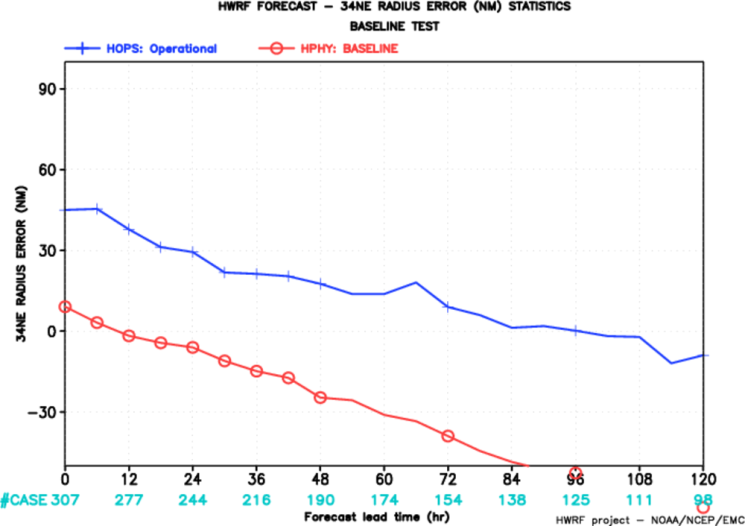 HWRF FORECAST – 34NE RADIUS ERROR (NM) STATISTICS
BASELINE TEST
HOPS: Operational HPHY: BASELINE
34NE RADIUS ERROR (NM)
90
60
30
0
−30
0 12 24 36 48 60 72 84 96 108 120
#CASE 307 277 244 216 190 174 154 138 125 111 98
Forecast lead time (hr)
HWRF project – NOAA/NCEP/EMC